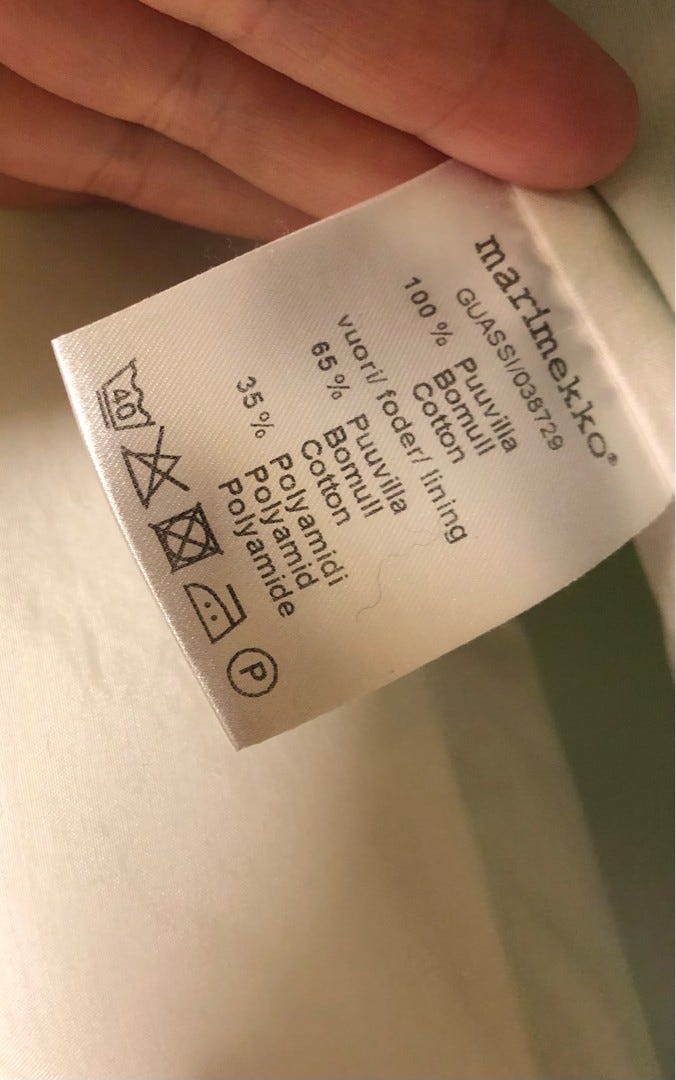 marimekko®
GUASSI/038729
100 % Puuvilla
Bomull
Cotton
vuori/ foder/ lining
65 % Puuvilla
Bomull
Cotton
35 % Polyamidi
Polyamid
Polyamide
40
P